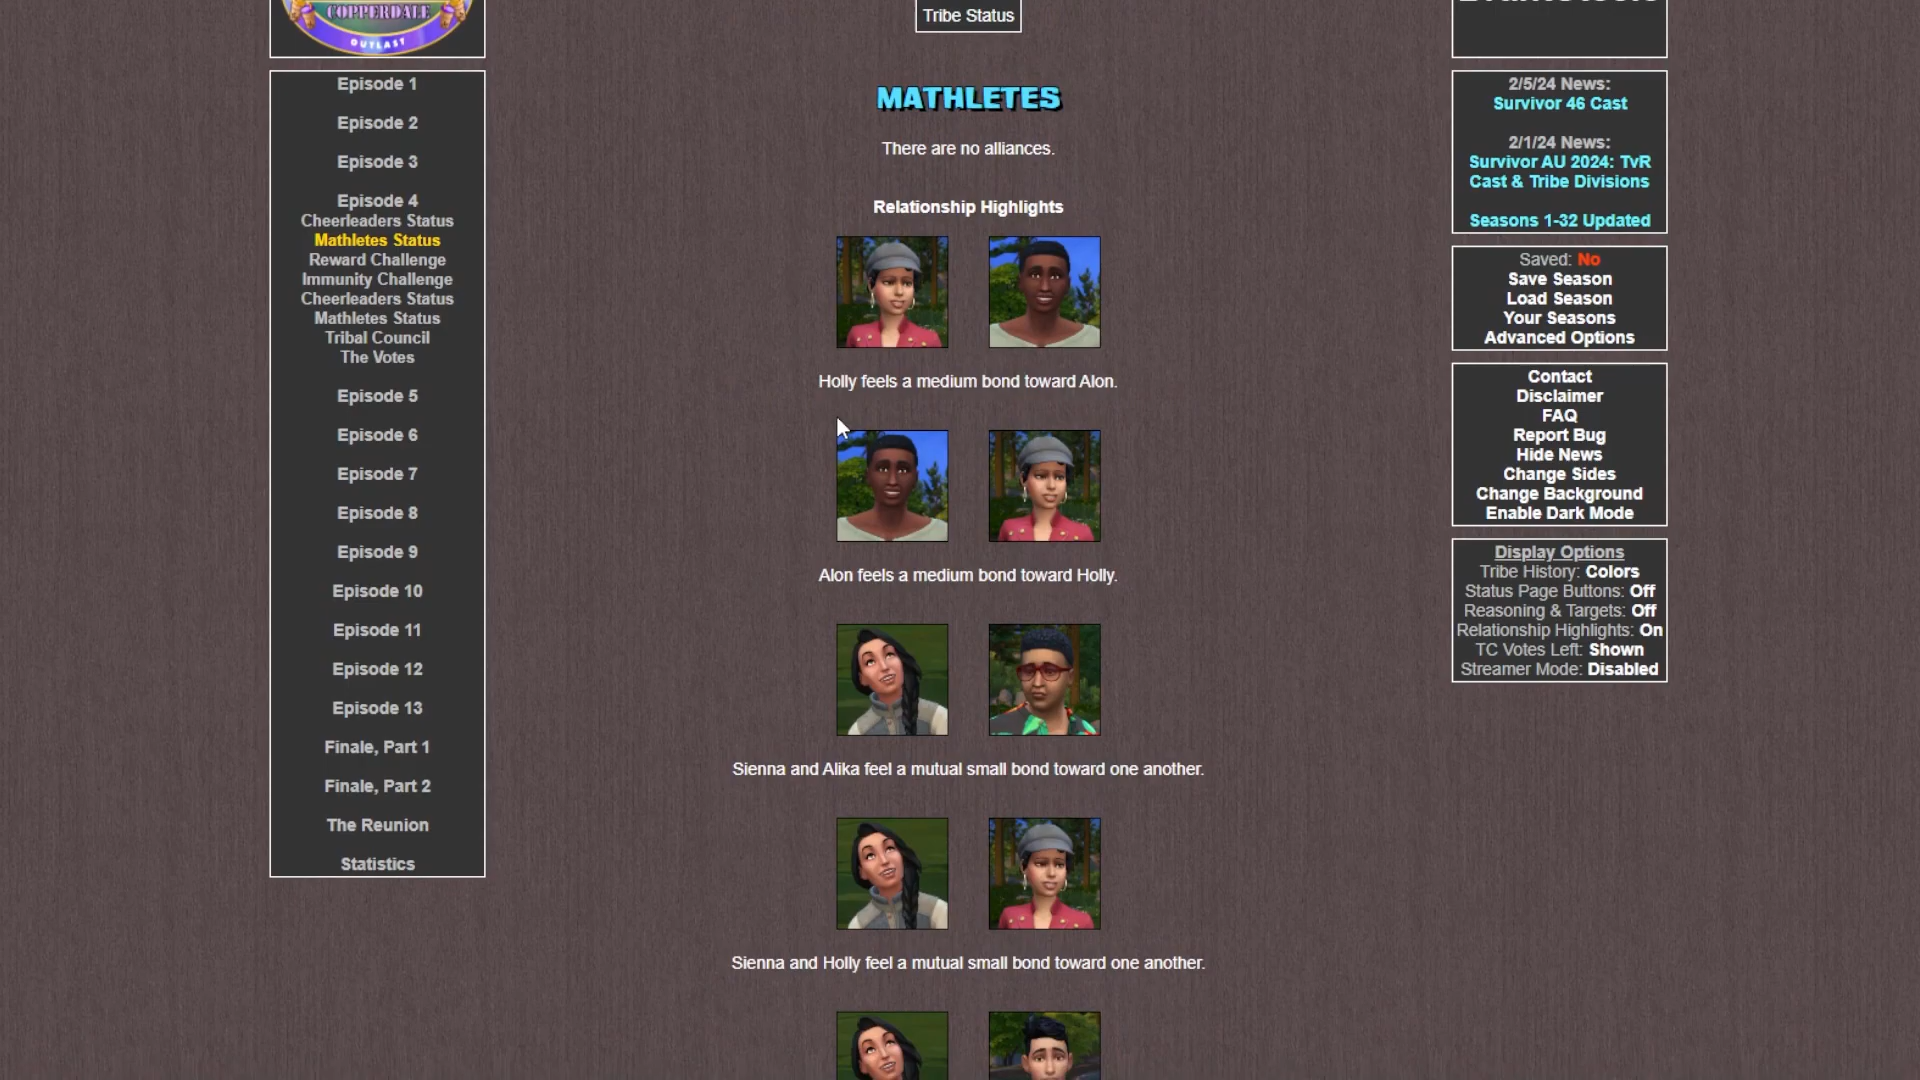 COPPERDALE
OUTLAST
Episode 1
Episode 2
Episode 3
Episode 4
Cheerleaders Status
Mathletes Status
Reward Challenge
Immunity Challenge
Cheerleaders Status
Mathletes Status
Tribal Council
The Votes
Episode 5
Episode 6
Episode 7
Episode 8
Episode 9
Episode 10
Episode 11
Episode 12
Episode 13
Finale, Part 1
Finale, Part 2
The Reunion
Statistics
Tribe Status
MATHLETES
There are no alliances.
Relationship Highlights
Holly feels a medium bond toward Alon.
Alon feels a medium bond toward Holly.
Sienna and Alika feel a mutual small bond toward one another.
Sienna and Holly feel a mutual small bond toward one another.
2/5/24 News:
Survivor 46 Cast
2/1/24 News:
Survivor AU 2024: TvR
Cast & Tribe Divisions
Seasons 1-32 Updated
Saved: No
Save Season
Load Season
Your Seasons
Advanced Options
Contact
Disclaimer
FAQ
Report Bug
Hide News
Change Sides
Change Background
Enable Dark Mode
Display Options
Tribe History: Colors
Status Page Buttons: Off
Reasoning & Targets: Off
Relationship Highlights: On
TC Votes Left: Shown
Streamer Mode: Disabled